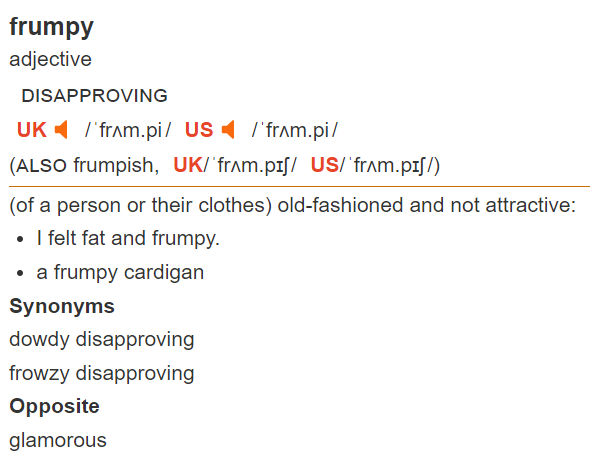 frumpy
adjective
DISAPPROVING
UK /ˈfrʌm.pi/ US /ˈfrʌm.pi/
(ALSO frumpish, UK/ˈfrʌm.pɪʃ/ US/ˈfrʌm.pɪʃ/)
(of a person or their clothes) old-fashioned and not attractive:
• I felt fat and frumpy.
• a frumpy cardigan
Synonyms
dowdy disapproving
frowzy disapproving
Opposite
glamorous